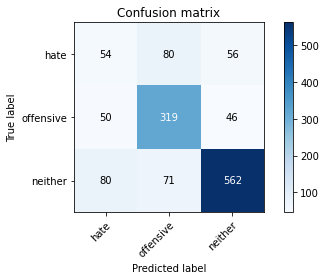 Confusion matrix
hate 54 80 56
500
offensive 50 319 46
400
300
neither 80 71 562
200
100
True label
hate offensive neither
Predicted label